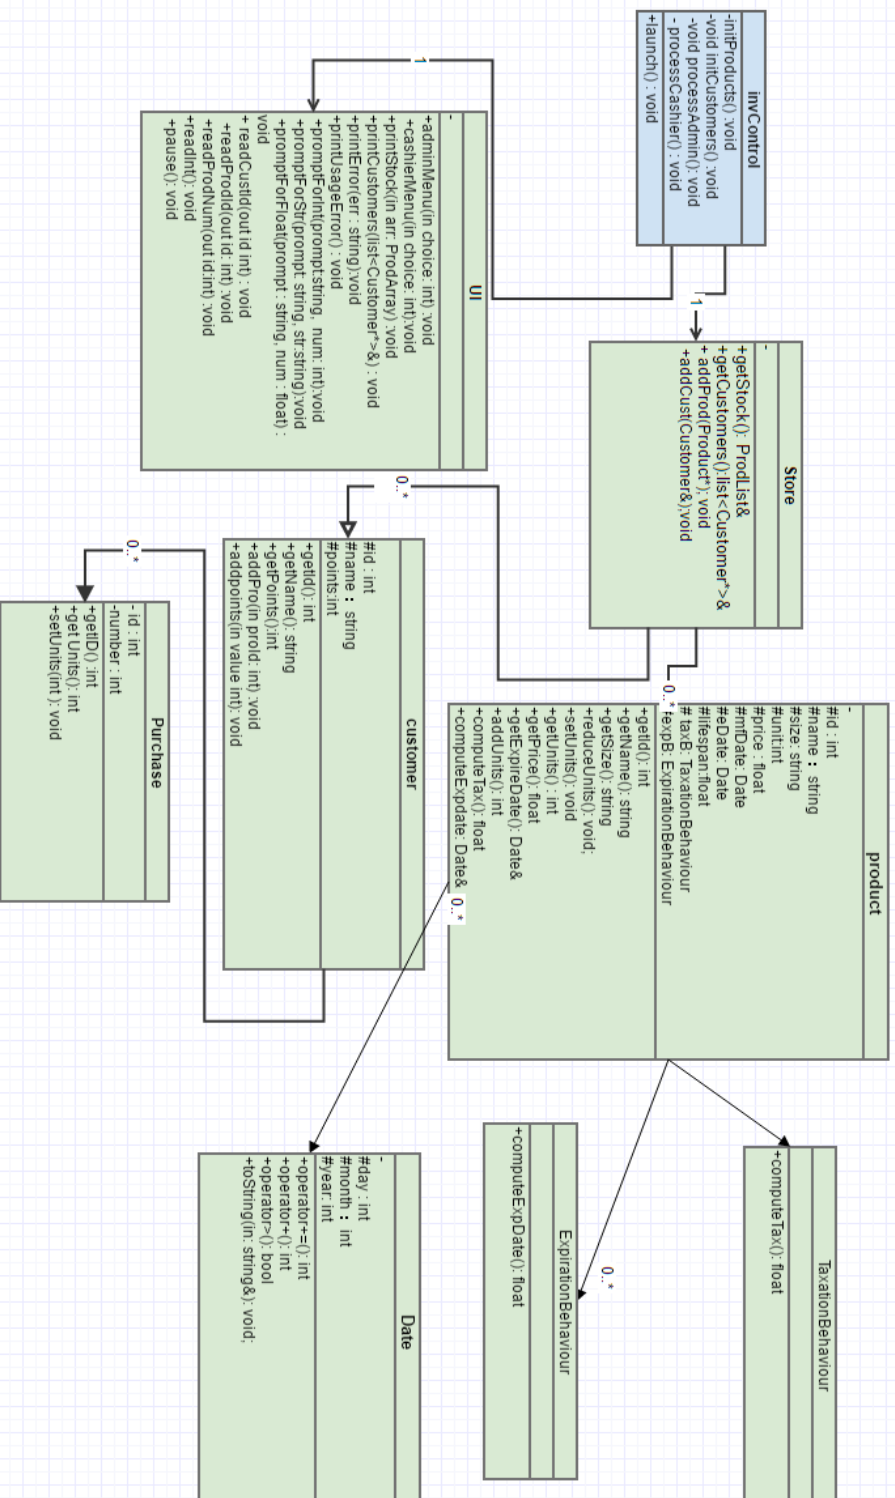 invControl
-initProducts() :void
-void initCustomers() :void
-void processAdmin(): void
- processCashier() : void
+launch() : void
1
1
UI
-
+adminMenu(in choice: int) :void
+cashierMenu(in choice: int):void
+printStock(in arr: ProdArray) :void
+printCustomers(list<Customer*>&) : void
+printError(err : string):void
+printUsageError() : void
+promptForInt(prompt:string, num: int):void
+promptForStr(prompt: string, str:string):void
+promptForFloat(prompt : string, num : float) :
void
+ readCustId(out id int) : void
+readProdId(out id: int) :void
+readProdNum(out id:int) :void
+readInt(): void
+pause(): void
Store
-
+getStock(): ProdList&
+getCustomers():list<Customer*>&
+ addProd(Product*); void
+addCust(Customer&);void
0..*
0..*
customer
#id : int
#name : string
#points:int
+getId(): int
+getName(): string
+getPoints():int
+addPro(in proId: int) :void
+addpoints(in value int): void
0..*
Purchase
- id : int
-number : int
+getID() :int
+get Units(): int
+setUnits(int ): void
product
-
#id : int
#name : string
#size: string
#unit:int
#price : float
#mfDate: Date
#eDate: Date
#lifespan:float
# taxB: TaxationBehaviour
#expB: ExpirationBehaviour
+getId(): int
+getName(): string
+getSize(): string
+reduceUnits(): void;
+setUnits(): void
+getUnits() : int
+getPrice(): float
+getExpireDate(): Date&
+addUnits(): int
+computeTax(): float
+computeExpdate: Date&
0..*
0..*
TaxationBehaviour
+computeTax(): float
ExpirationBehaviour
+computeExpDate(): float
Date
-
#day : int
#month : int
#year: int
+operator+=(): int
+operator+(): int
+operator>(): bool
+toString(in: string&): void;